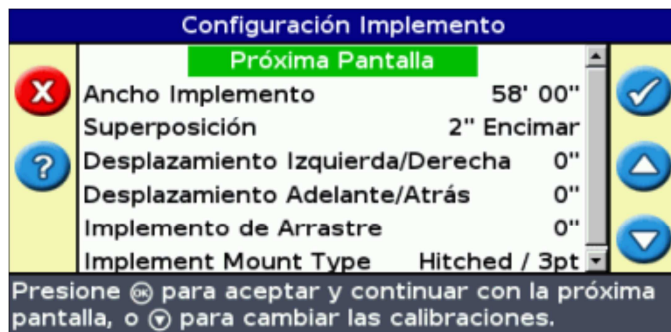 Configuración Implemento
Próxima Pantalla
Ancho Implemento 58' 00"
Superposición 2" Encimar
Desplazamiento Izquierda/Derecha 0"
Desplazamiento Adelante/Atrás 0"
Implemento de Arrastre 0"
Implement Mount Type Hitched / 3pt
Presione OK para aceptar y continuar con la próxima
pantalla, o para cambiar las calibraciones.